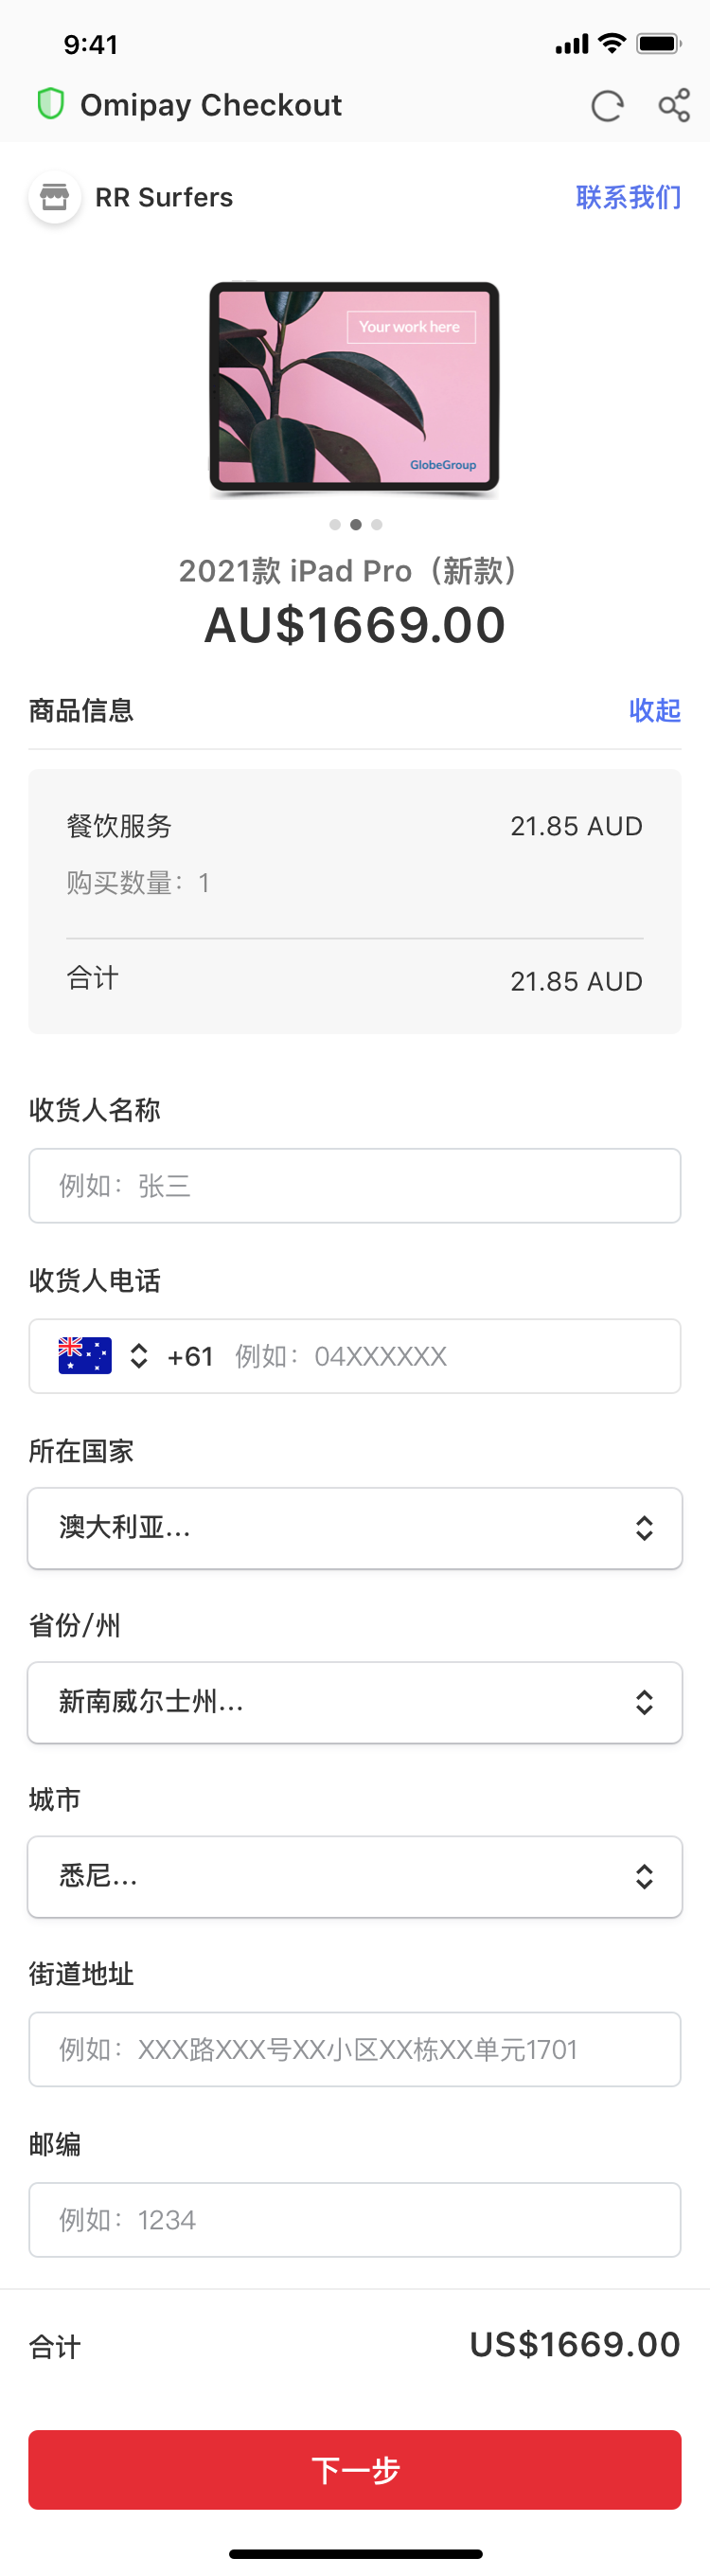 9:41
Omipay Checkout
RR Surfers
联系我们
Your work here
GlobeGroup
2021款 iPad Pro（新款）
AU$1669.00
商品信息
收起
餐饮服务
21.85 AUD
购买数量：1
合计
21.85 AUD
收货人名称
例如：张三
收货人电话
+61 例如：04XXXXXX
所在国家
澳大利亚...
省份/州
新南威尔士州...
城市
悉尼...
街道地址
例如：XXX路XXX号XX小区XX栋XX单元1701
邮编
例如：1234
合计
US$1669.00
下一步